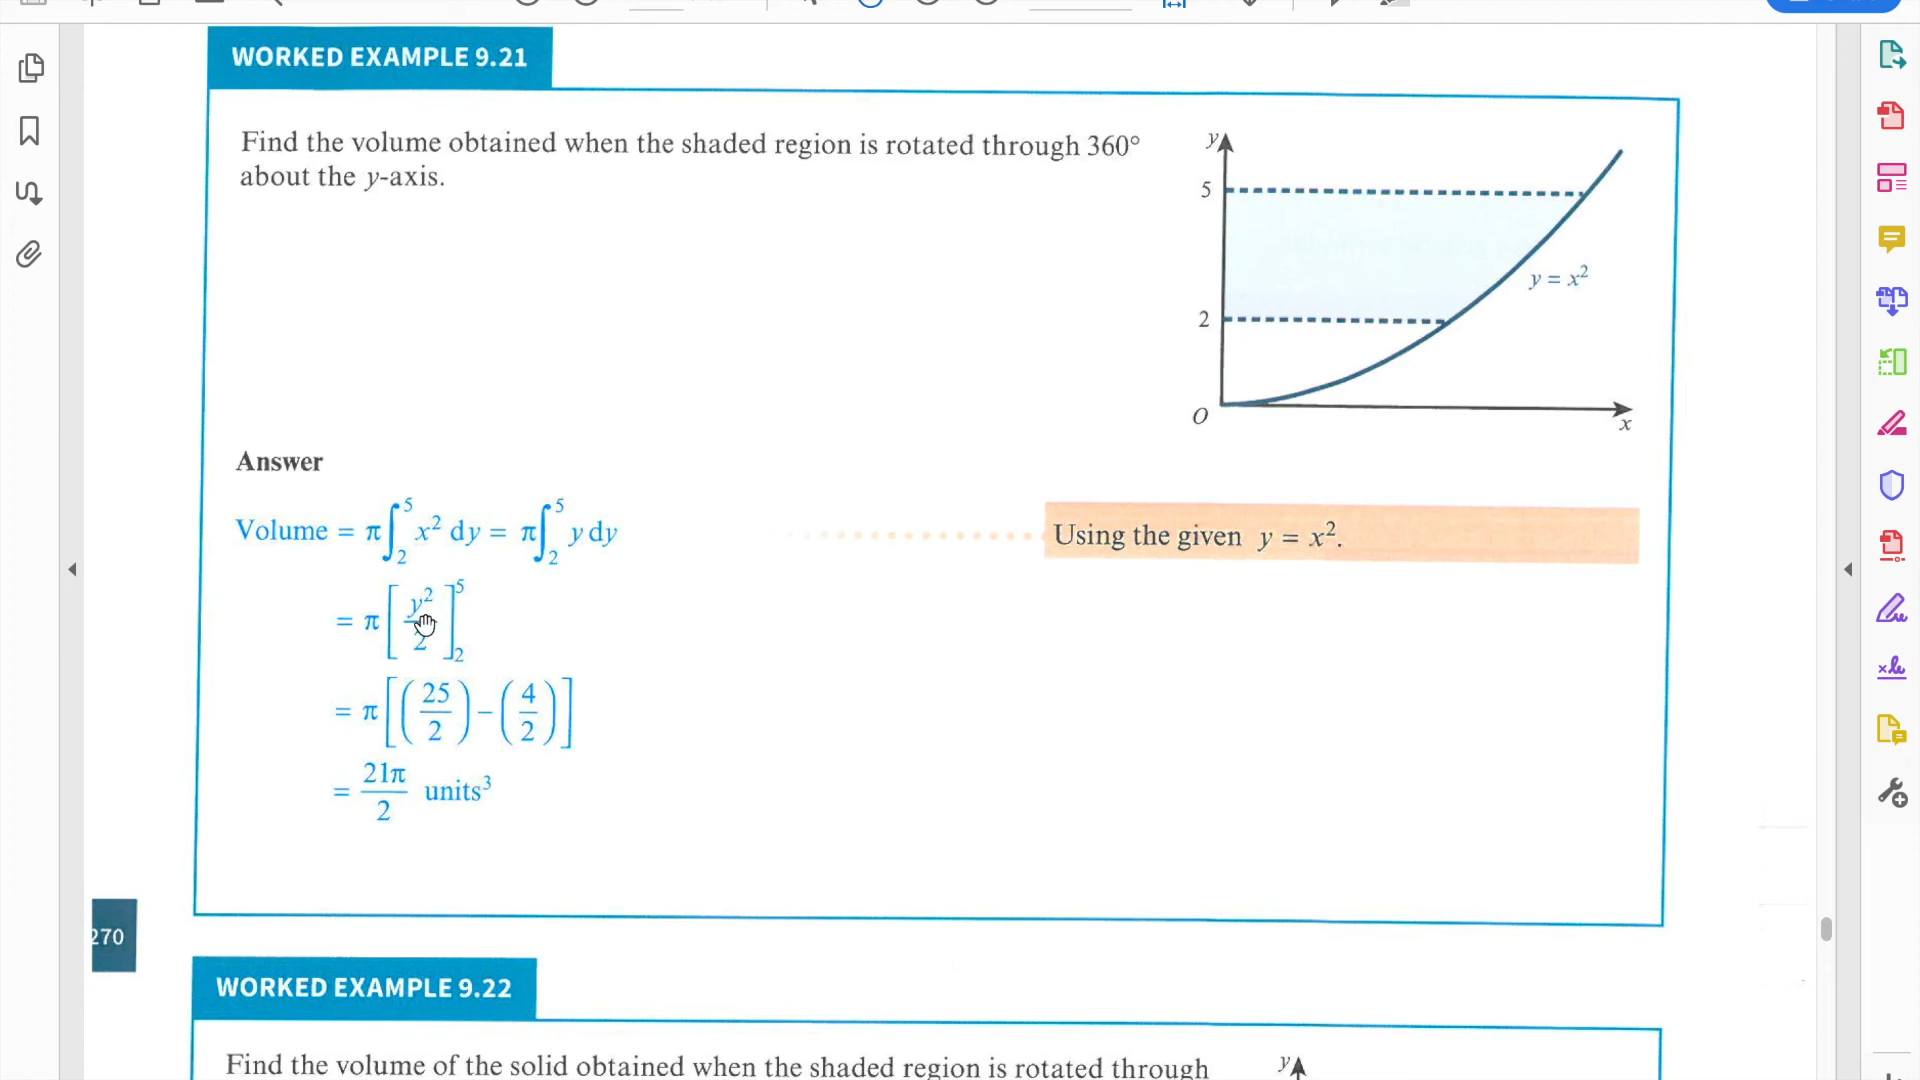 WORKED EXAMPLE 9.21
Find the volume obtained when the shaded region is rotated through 360°
about the y-axis.
y
5
2
O
x
y = x²
Answer
Volume = π∫₂⁵ x² dy = π∫₂⁵ y dy
Using the given y = x².
= π[y²/2]₂⁵
= π[(25/2) − (4/2)]
= 21π/2 units³
270
WORKED EXAMPLE 9.22
Find the volume of the solid obtained when the shaded region is rotated through
y